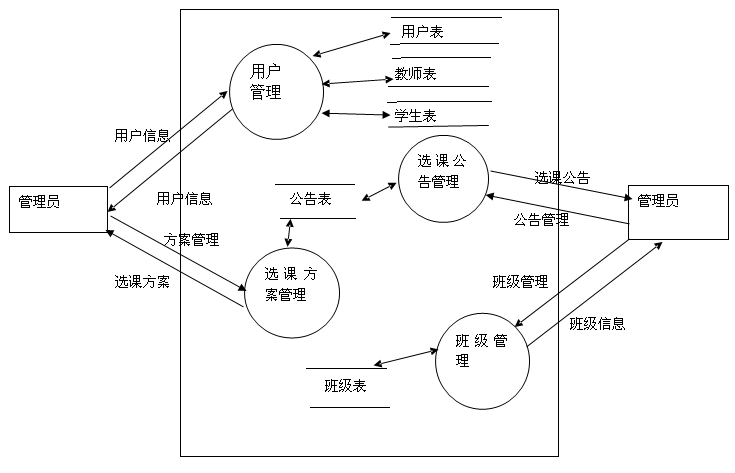 用户表
用户
管理
教师表
学生表
用户信息
选课公
告管理
选课公告
用户信息
公告表
管理员
管理员
公告管理
方案管理
选课方案
选课方
案管理
班级管理
班级信息
班级管
理
班级表